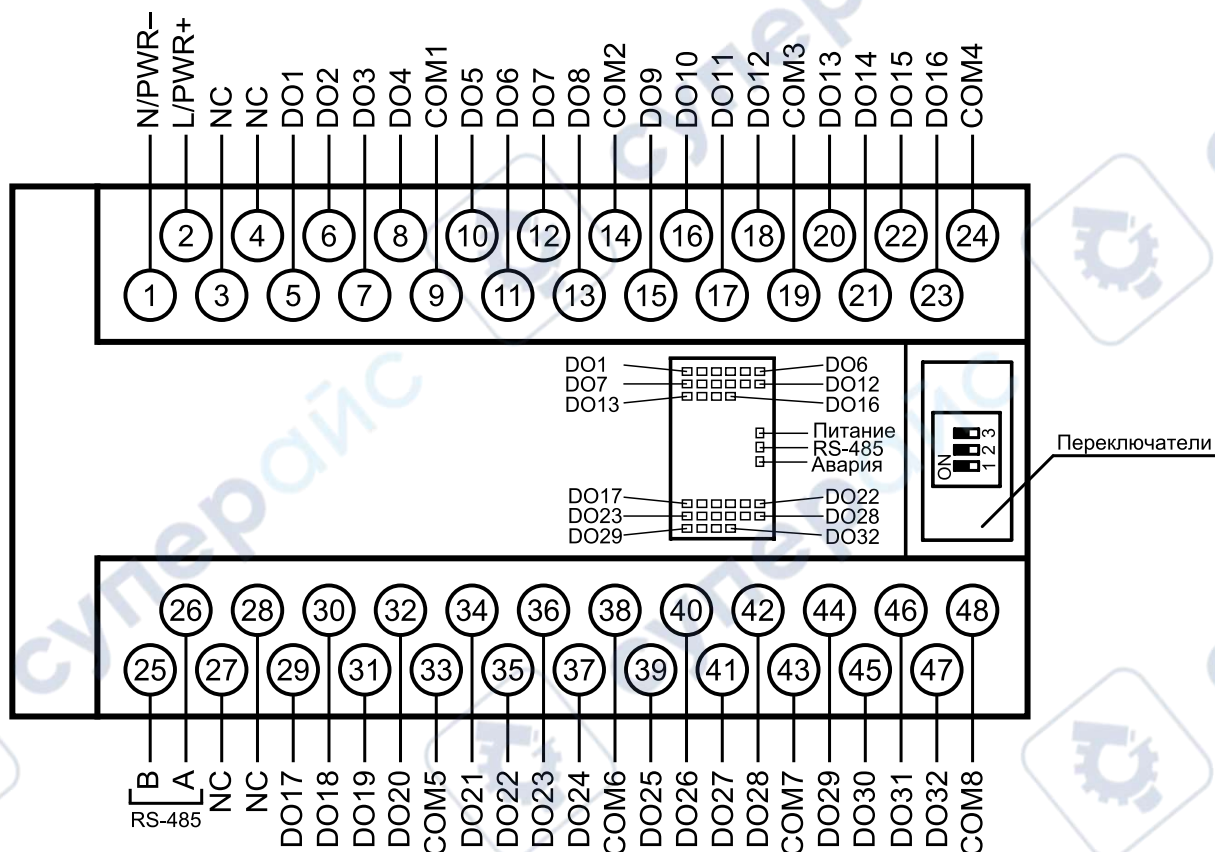 N/PWR–
L/PWR+
NC
NC
DO1
DO2
DO3
DO4
COM1
DO5
DO6
DO7
DO8
COM2
DO9
DO10
DO11
DO12
COM3
DO13
DO14
DO15
DO16
COM4
2 4 6 8 10 12 14 16 18 20 22 24
1 3 5 7 9 11 13 15 17 19 21 23
DO1 DO6
DO7 DO12
DO13 DO16
Питание
RS-485
Авария
DO17 DO22
DO23 DO28
DO29 DO32
ON
1 2 3
Переключатели
26 28 30 32 34 36 38 40 42 44 46 48
25 27 29 31 33 35 37 39 41 43 45 47
B
A
RS-485
NC
NC
DO17
DO18
DO19
DO20
COM5
DO21
DO22
DO23
DO24
COM6
DO25
DO26
DO27
DO28
COM7
DO29
DO30
DO31
DO32
COM8
суперайс
суперайс
супер